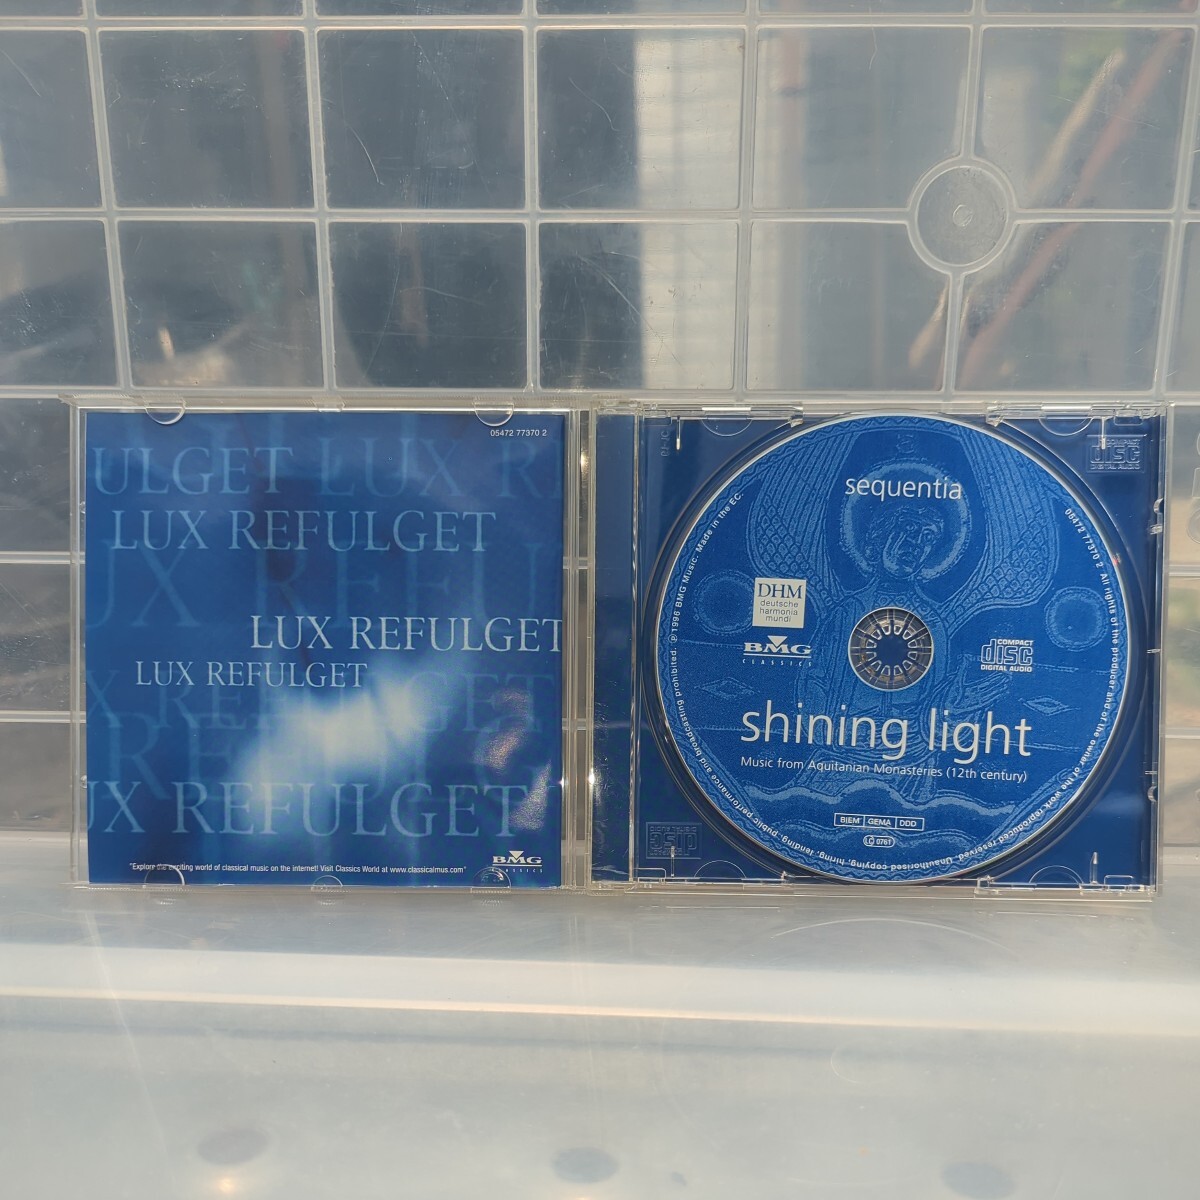 05472 77370 2
ULGET LUX R
LUX REFULGET
UX REFU
LUX REFULGET
LUX REFULGET
X REFULGET
REFULG
UX REFULGET
"Explore the exciting world of classical music on the internet! Visit Classics World at www.classicalmus.com"
BMG
CLASSICS
sequentia
DHM
deutsche
harmonia
mundi
BMG
CLASSICS
COMPACT
disc
DIGITAL AUDIO
shining light
Music from Aquitanian Monasteries (12th century)
BIEM GEMA DDD
LC 0761
05472 77370 2 All rights of the producer and of the owner of the work reproduced reserved. Unauthorised copying, hiring, lending, public performance and broadcasting prohibited. ℗ 1996 BMG Music. Made in the EC.
COMPACT
disc
DIGITAL AUDIO